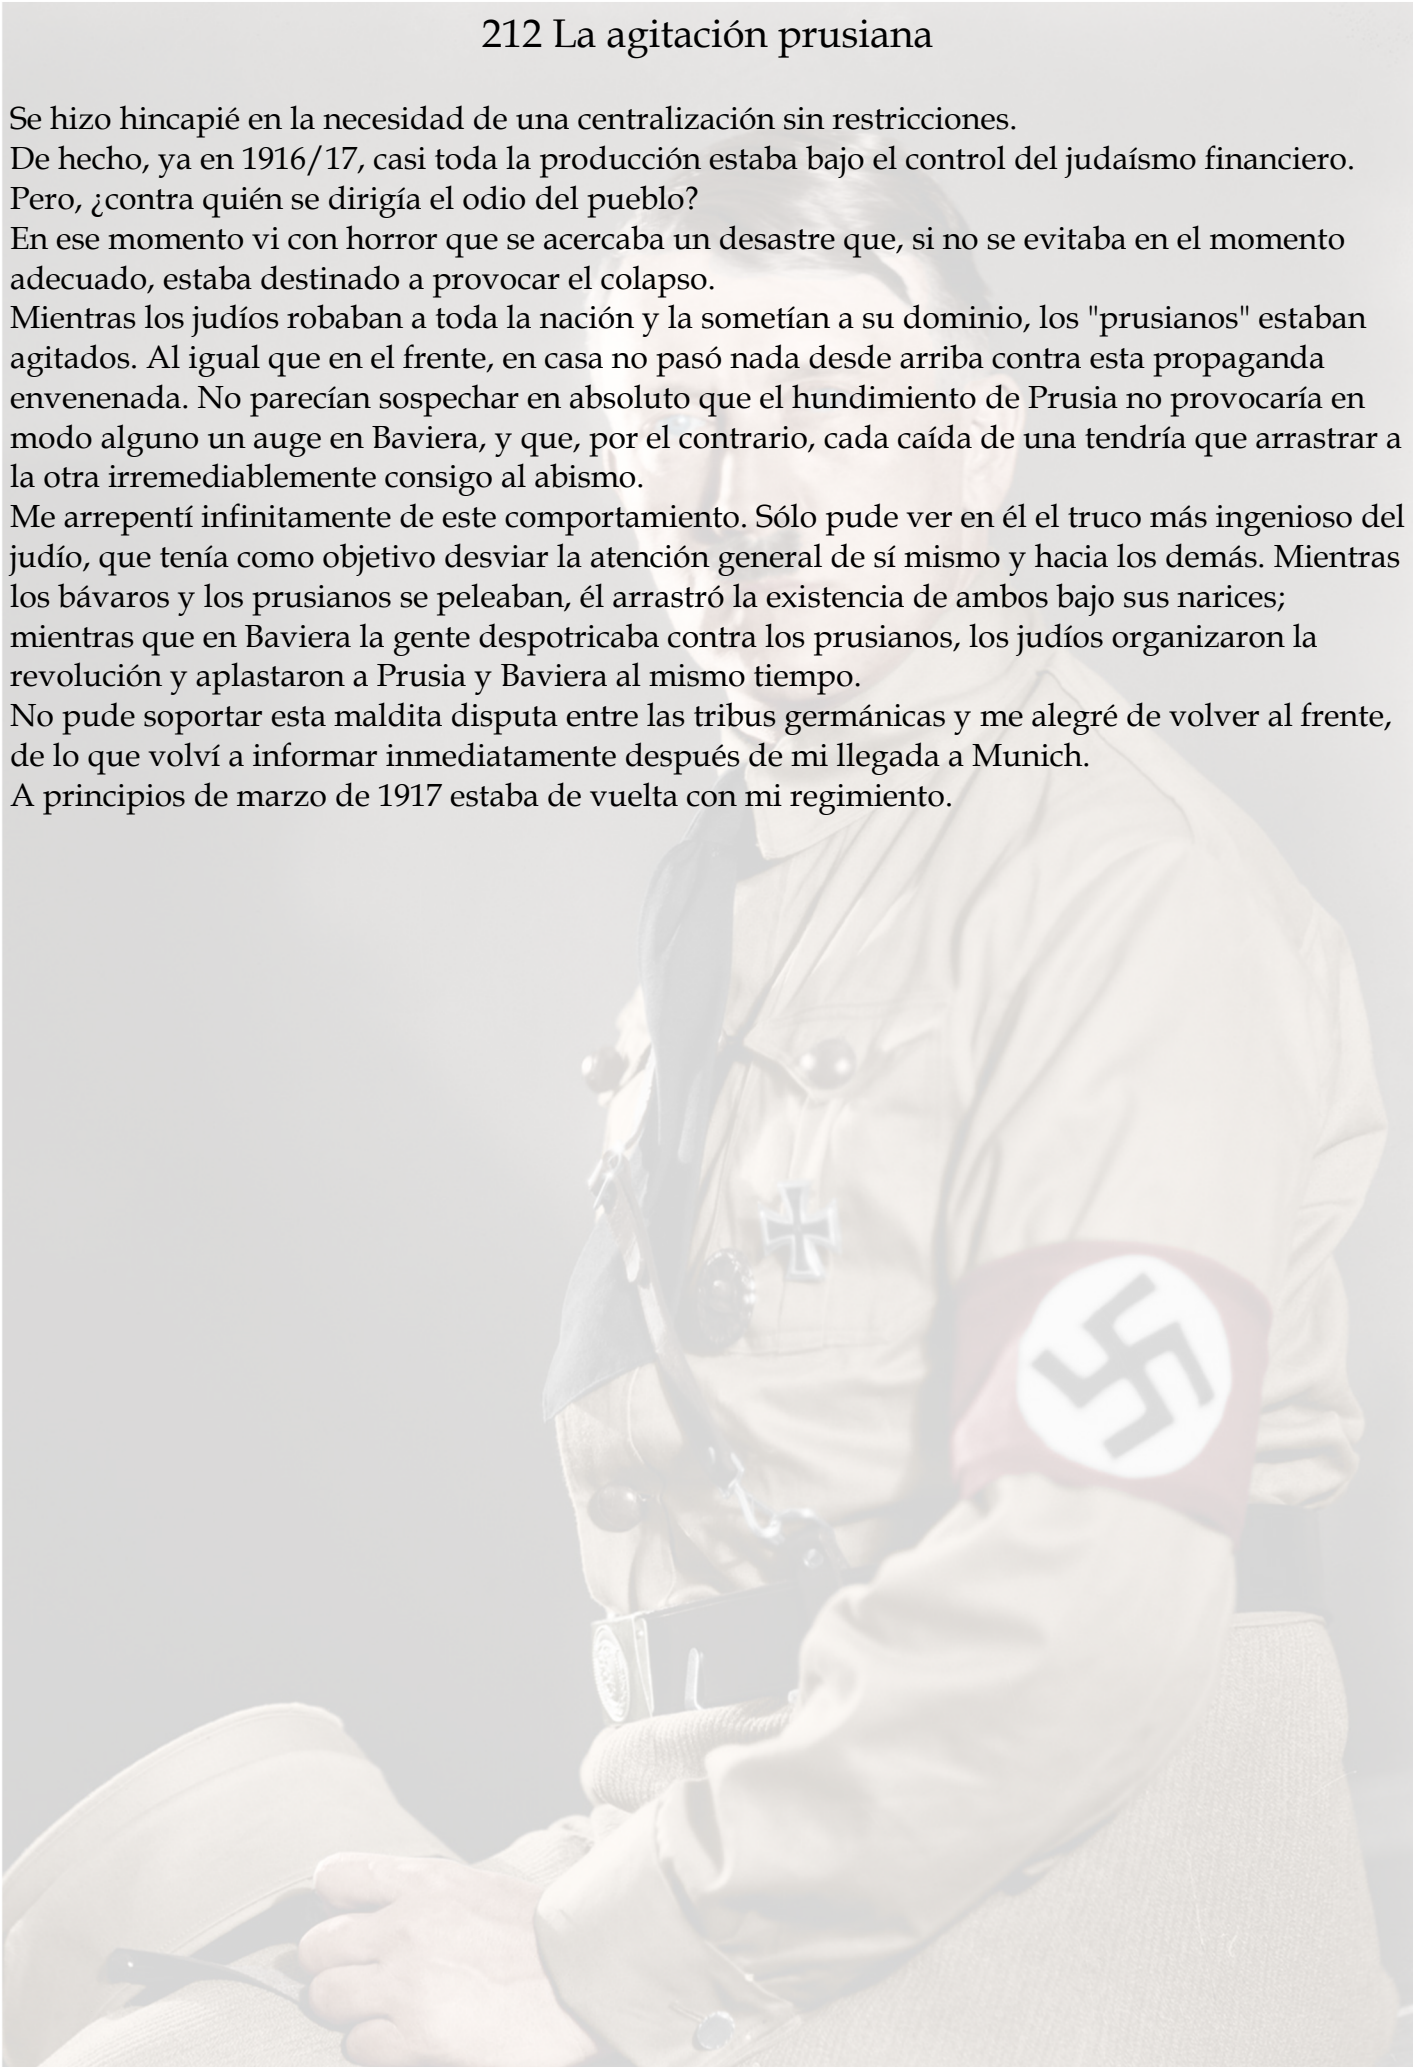 212 La agitación prusiana
Se hizo hincapié en la necesidad de una centralización sin restricciones.
De hecho, ya en 1916/17, casi toda la producción estaba bajo el control del judaísmo financiero.
Pero, ¿contra quién se dirigía el odio del pueblo?
En ese momento vi con horror que se acercaba un desastre que, si no se evitaba en el momento
adecuado, estaba destinado a provocar el colapso.
Mientras los judíos robaban a toda la nación y la sometían a su dominio, los "prusianos" estaban
agitados. Al igual que en el frente, en casa no pasó nada desde arriba contra esta propaganda
envenenada. No parecían sospechar en absoluto que el hundimiento de Prusia no provocaría en
modo alguno un auge en Baviera, y que, por el contrario, cada caída de una tendría que arrastrar a
la otra irremediablemente consigo al abismo.
Me arrepentí infinitamente de este comportamiento. Sólo pude ver en él el truco más ingenioso del
judío, que tenía como objetivo desviar la atención general de sí mismo y hacia los demás. Mientras
los bávaros y los prusianos se peleaban, él arrastró la existencia de ambos bajo sus narices;
mientras que en Baviera la gente despotricaba contra los prusianos, los judíos organizaron la
revolución y aplastaron a Prusia y Baviera al mismo tiempo.
No pude soportar esta maldita disputa entre las tribus germánicas y me alegré de volver al frente,
de lo que volví a informar inmediatamente después de mi llegada a Munich.
A principios de marzo de 1917 estaba de vuelta con mi regimiento.